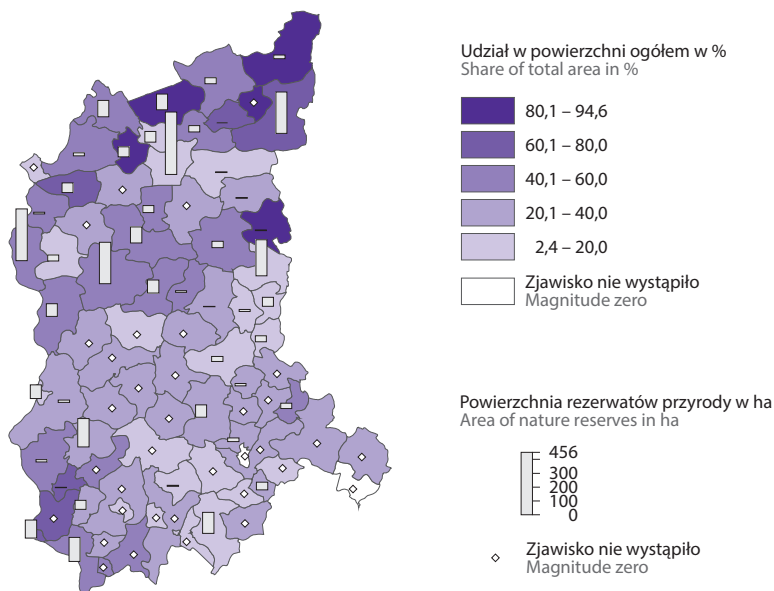 Udział w powierzchni ogółem w %
Share of total area in %
80,1 – 94,6
60,1 – 80,0
40,1 – 60,0
20,1 – 40,0
2,4 – 20,0
Zjawisko nie wystąpiło
Magnitude zero
Powierzchnia rezerwatów przyrody w ha
Area of nature reserves in ha
456
300
200
100
0
Zjawisko nie wystąpiło
Magnitude zero